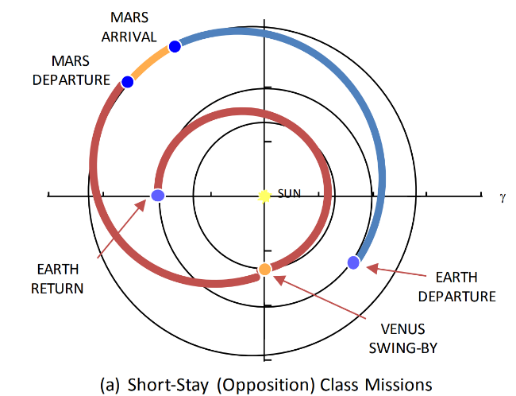 MARS
ARRIVAL
MARS
DEPARTURE
SUN
γ
EARTH
RETURN
EARTH
DEPARTURE
VENUS
SWING-BY
(a) Short-Stay (Opposition) Class Missions